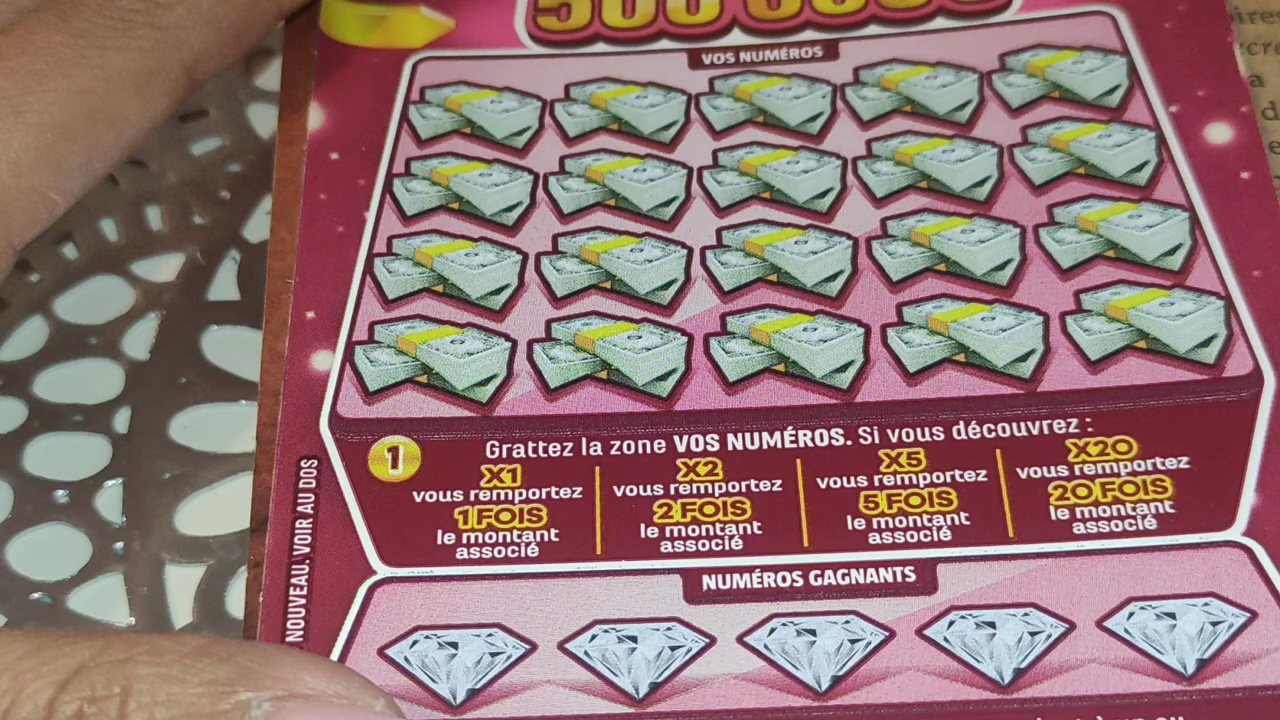 500 000
VOS NUMÉROS
1
Grattez la zone VOS NUMÉROS. Si vous découvrez :
X1
vous remportez
1 FOIS
le montant
associé
X2
vous remportez
2 FOIS
le montant
associé
X5
vous remportez
5 FOIS
le montant
associé
X20
vous remportez
20 FOIS
le montant
associé
NOUVEAU. VOIR AU DOS
NUMÉROS GAGNANTS